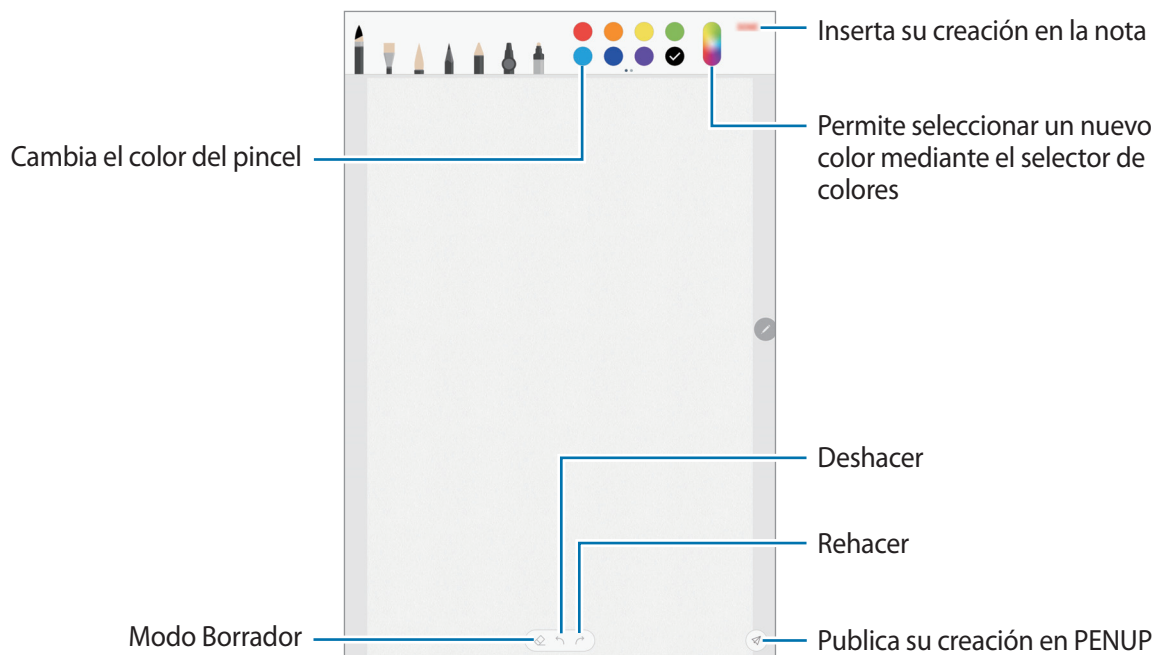 Inserta su creación en la nota
Permite seleccionar un nuevo
color mediante el selector de
colores
Cambia el color del pincel
Deshacer
Rehacer
Modo Borrador
Publica su creación en PENUP